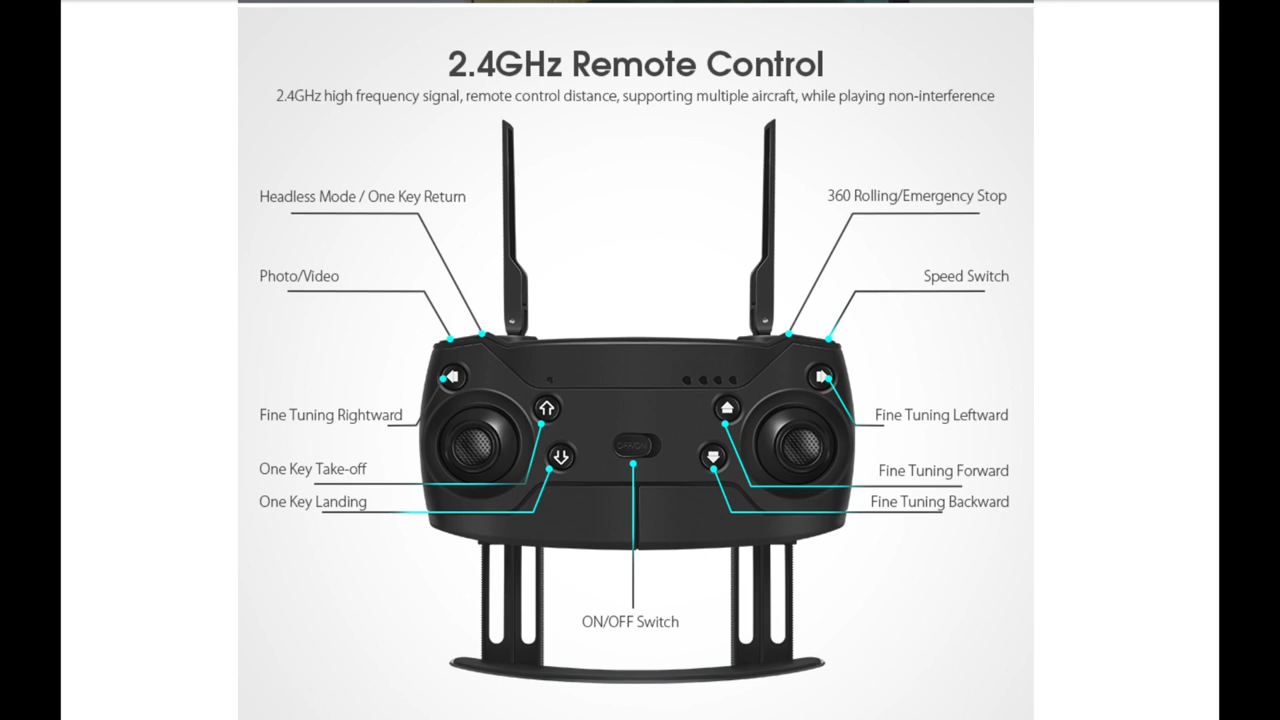 2.4GHz Remote Control
2.4GHz high frequency signal, remote control distance, supporting multiple aircraft, while playing non-interference
Headless Mode / One Key Return
360 Rolling/Emergency Stop
Photo/Video
Speed Switch
Fine Tuning Rightward
Fine Tuning Leftward
OFF/ON
One Key Take-off
Fine Tuning Forward
One Key Landing
Fine Tuning Backward
ON/OFF Switch